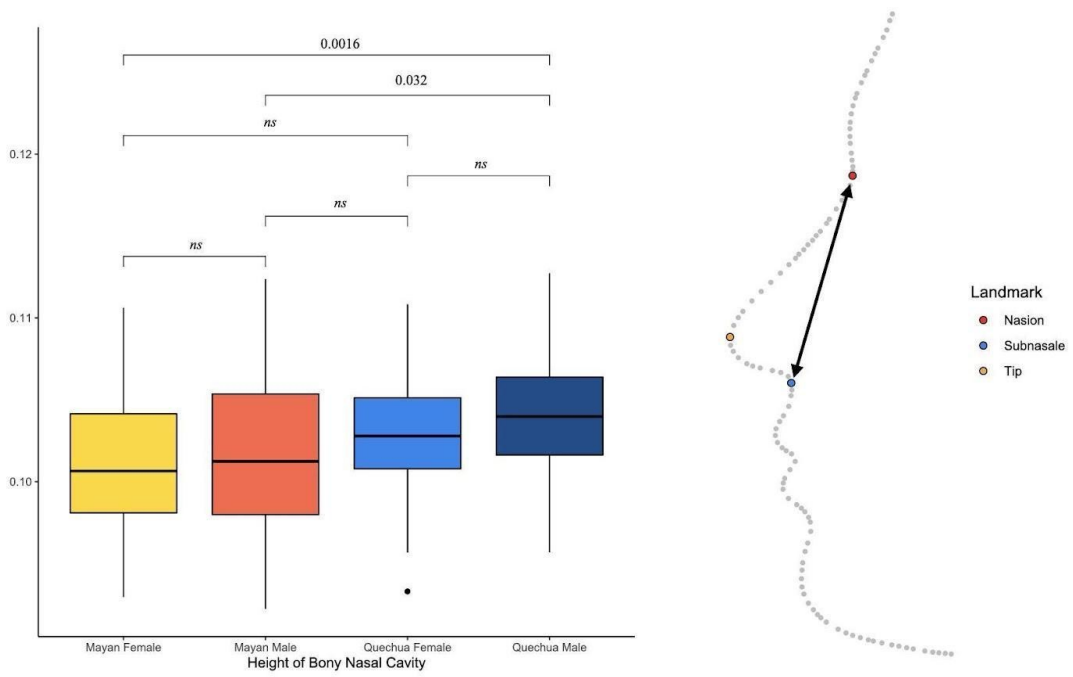 0.0016
0.032
ns
ns
ns
ns
0.12
0.11
0.10
Mayan Female
Mayan Male
Quechua Female
Quechua Male
Height of Bony Nasal Cavity
Landmark
Nasion
Subnasale
Tip